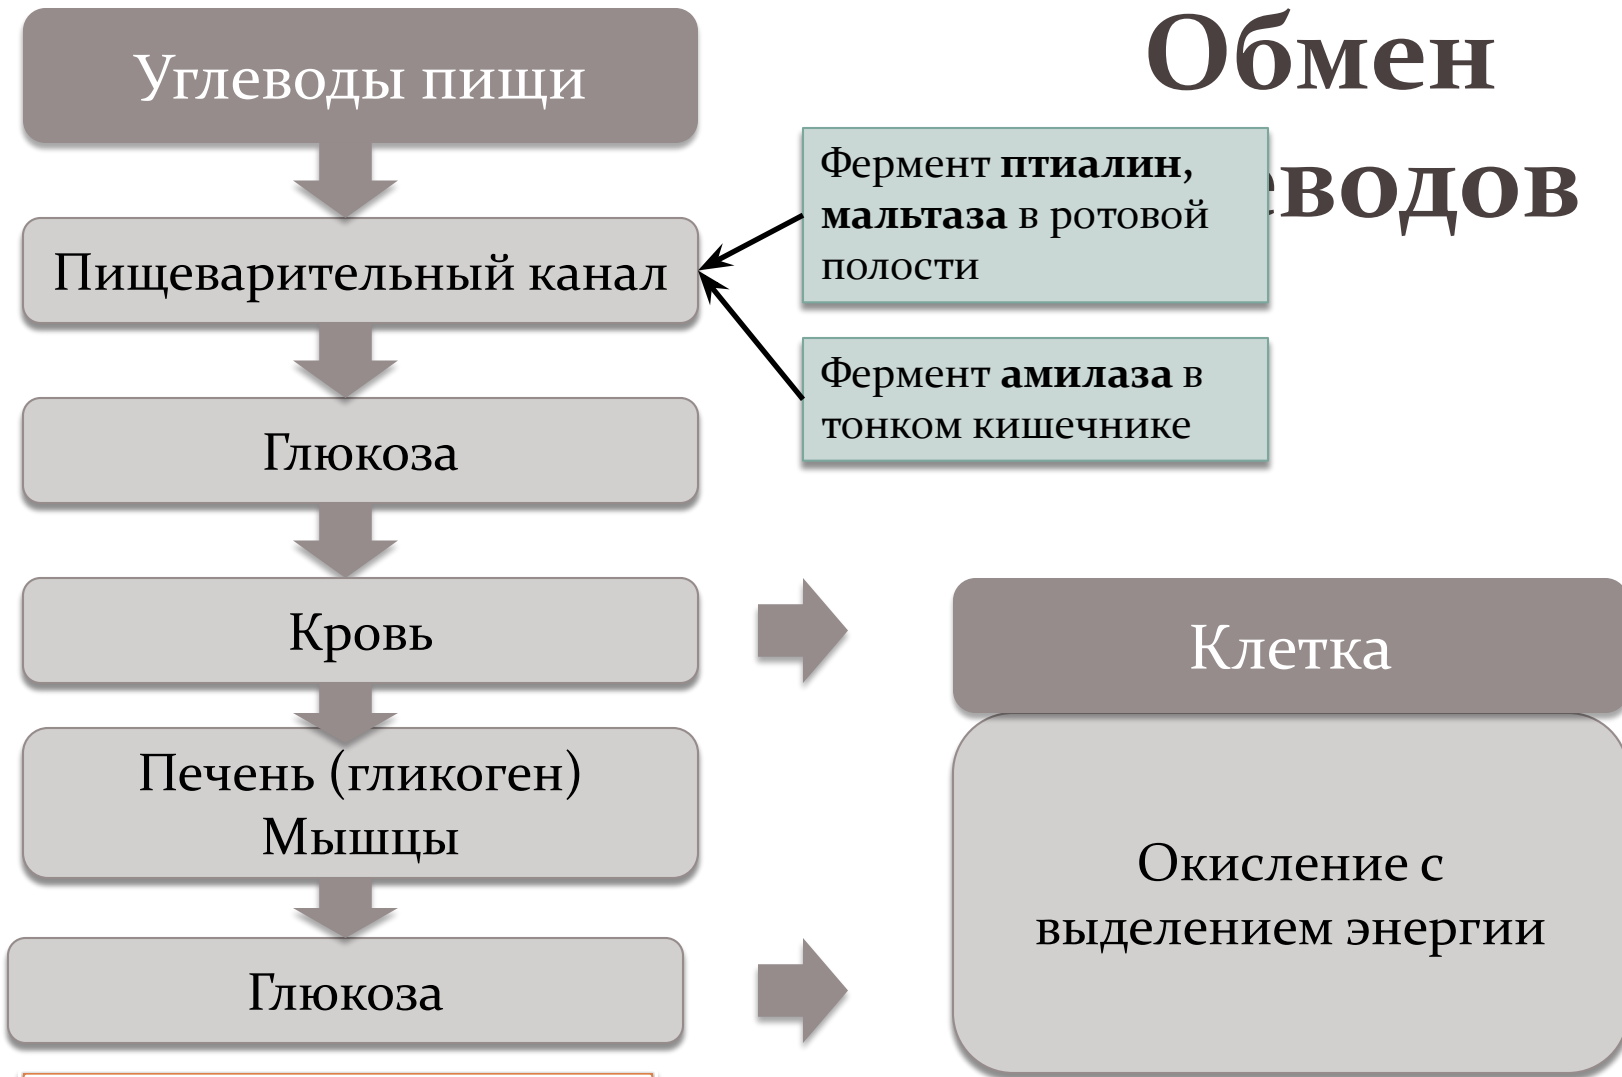 Обмен
еводов
Углеводы пищи
Пищеварительный канал
Фермент птиалин,
мальтаза в ротовой
полости
Фермент амилаза в
тонком кишечнике
Глюкоза
Кровь
Печень (гликоген)
Мышцы
Глюкоза
Клетка
Окисление с
выделением энергии